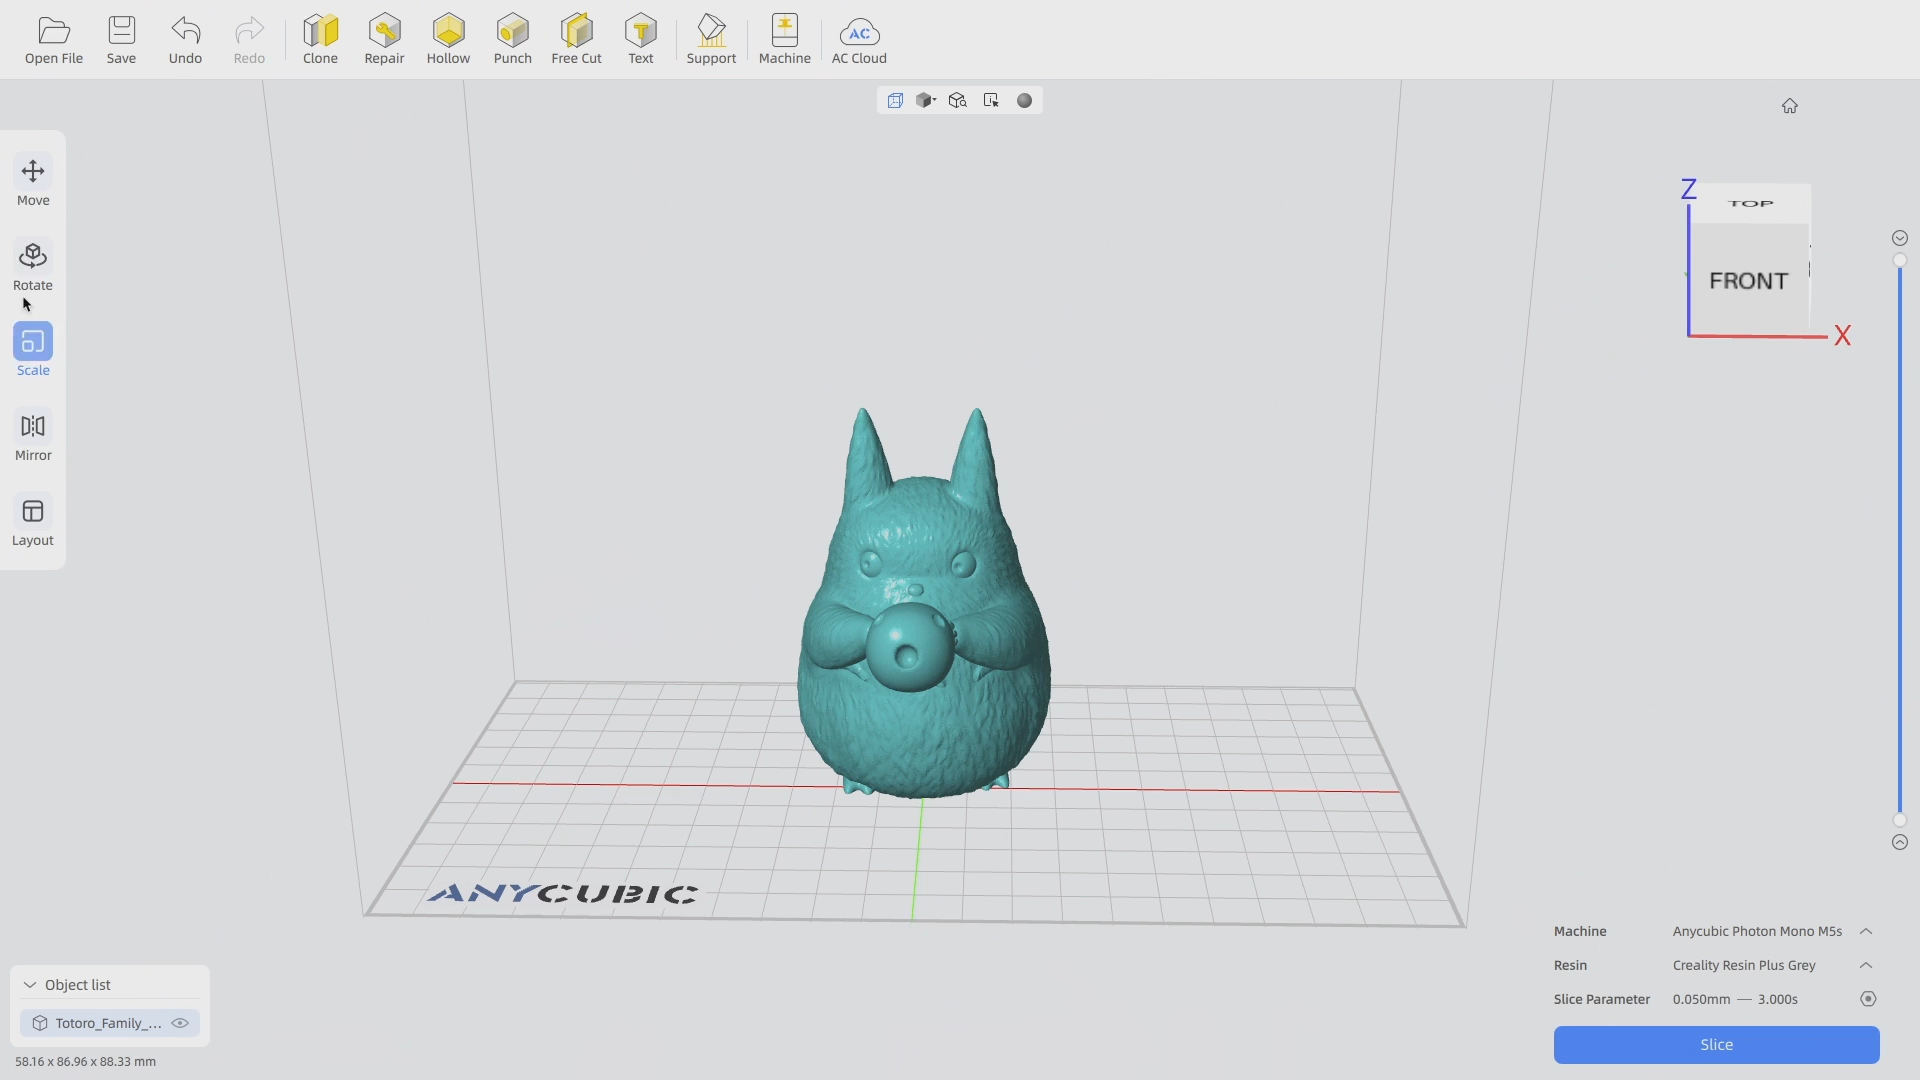 Open File
Save
Undo
Redo
Clone
Repair
Hollow
Punch
Free Cut
Text
Support
Machine
AC
AC Cloud
Move
Rotate
Scale
Mirror
Layout
Z
TOP
FRONT
X
ANYCUBIC
Machine Anycubic Photon Mono M5s
Resin Creality Resin Plus Grey
Slice Parameter 0.050mm — 3.000s
Slice
Object list
Totoro_Family_...
58.16 x 86.96 x 88.33 mm